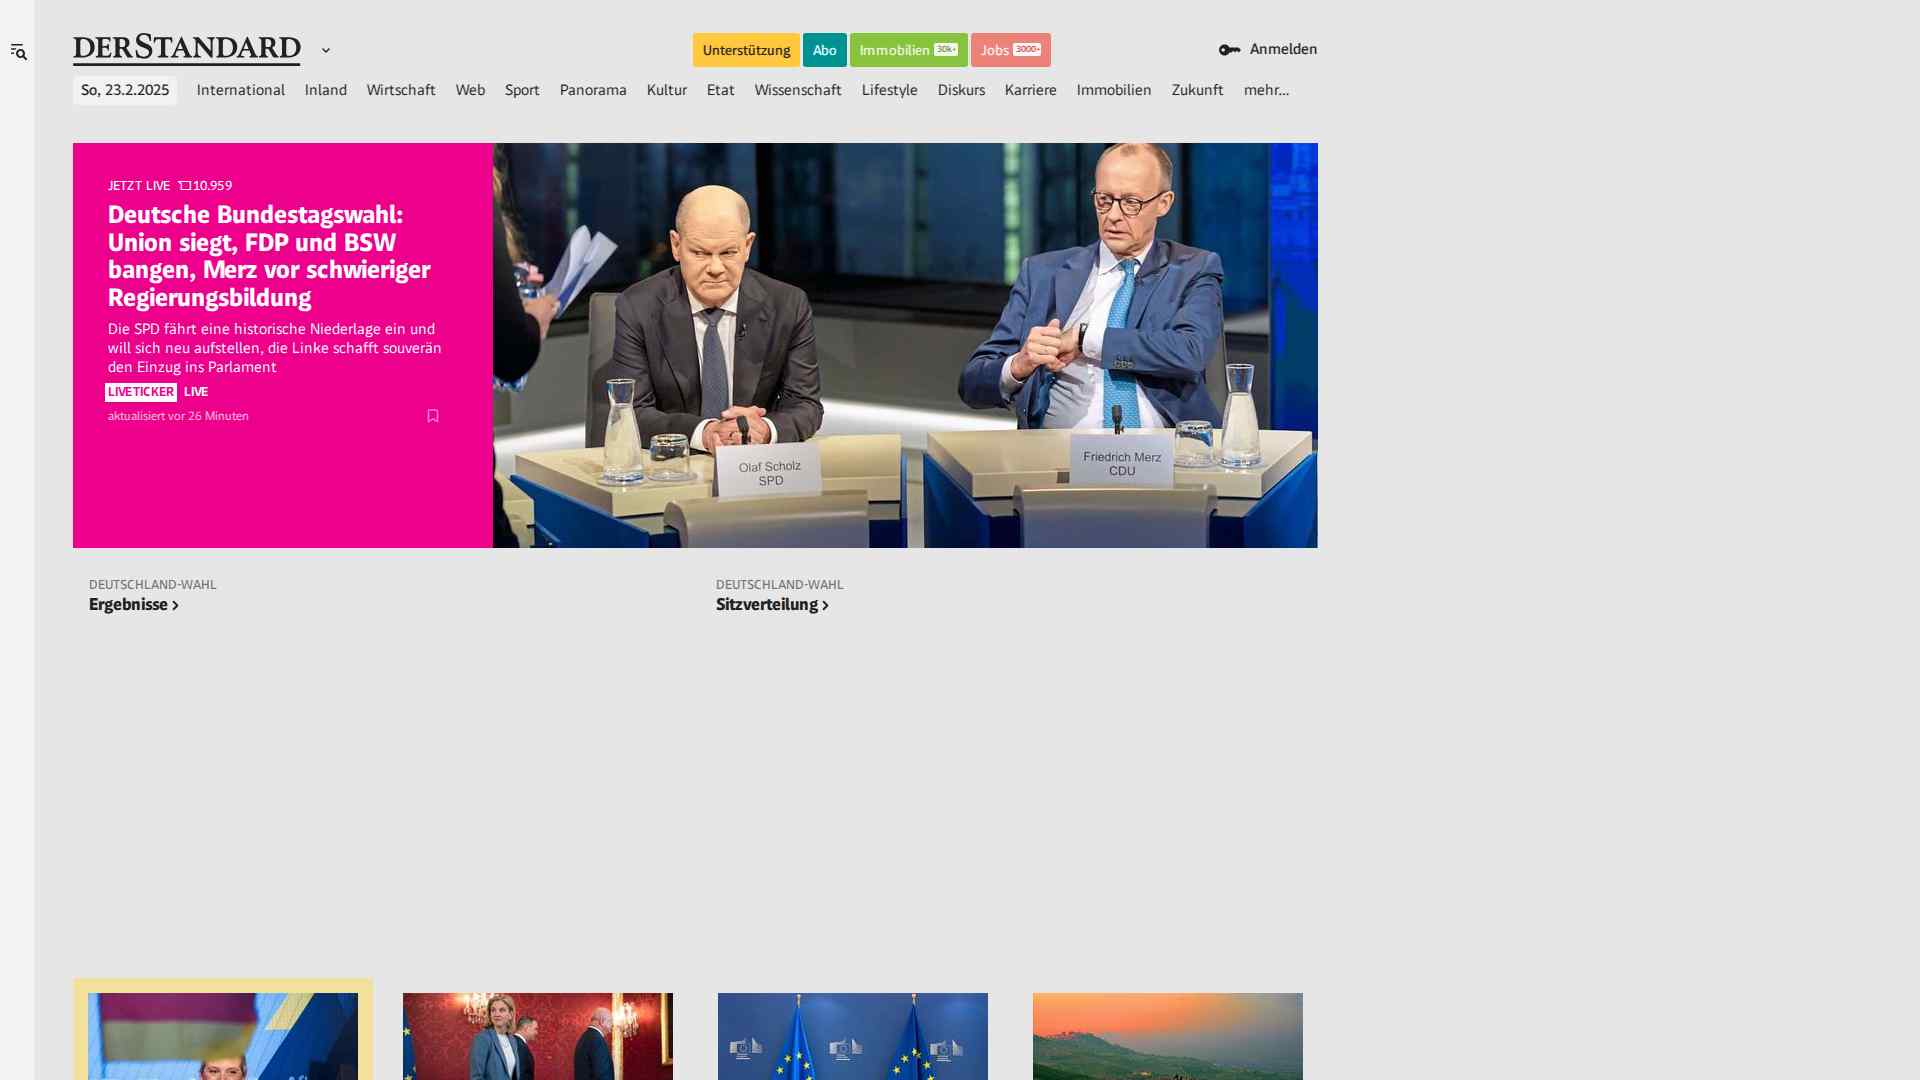 DERSTANDARD
Unterstützung
Abo
Immobilien 30k+
Jobs 3000+
Anmelden
So, 23.2.2025
International
Inland
Wirtschaft
Web
Sport
Panorama
Kultur
Etat
Wissenschaft
Lifestyle
Diskurs
Karriere
Immobilien
Zukunft
mehr…
JETZT LIVE 10.959
Deutsche Bundestagswahl:
Union siegt, FDP und BSW
bangen, Merz vor schwieriger
Regierungsbildung
Die SPD fährt eine historische Niederlage ein und
will sich neu aufstellen, die Linke schafft souverän
den Einzug ins Parlament
LIVETICKER LIVE
aktualisiert vor 26 Minuten
Olaf Scholz
SPD
CDU
Friedrich Merz
CDU
DEUTSCHLAND-WAHL
Ergebnisse
DEUTSCHLAND-WAHL
Sitzverteilung